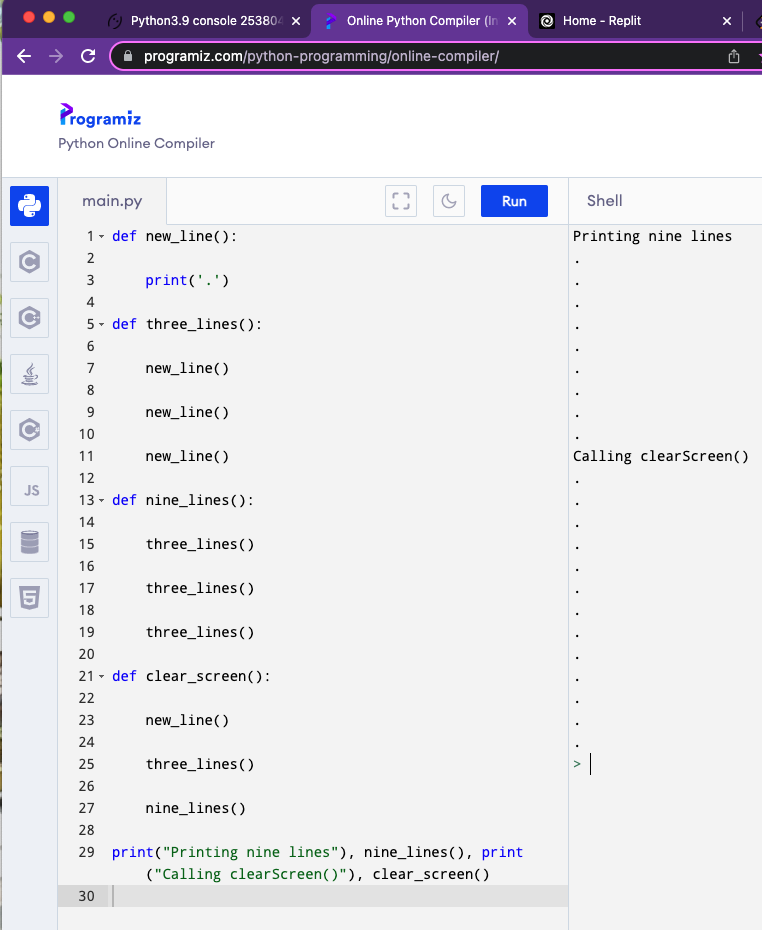 Python3.9 console 253804
Online Python Compiler (In
Home - Replit
programiz.com/python-programming/online-compiler/
Programiz
Python Online Compiler
main.py
Run
Shell
1 def new_line():
2
3 print('.')
4
5 def three_lines():
6
7 new_line()
8
9 new_line()
10
11 new_line()
12
13 def nine_lines():
14
15 three_lines()
16
17 three_lines()
18
19 three_lines()
20
21 def clear_screen():
22
23 new_line()
24
25 three_lines()
26
27 nine_lines()
28
29 print("Printing nine lines"), nine_lines(), print
("Calling clearScreen()"), clear_screen()
30
C
C
C
JS
5
Printing nine lines
.
.
.
.
.
.
.
.
.
Calling clearScreen()
.
.
.
.
.
.
.
.
.
.
.
.
.
>